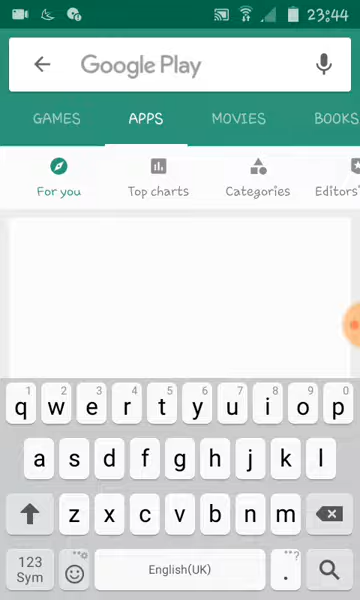 23:44
Google Play
GAMES APPS MOVIES BOOKS
For you Top charts Categories Editors'
1 2 3 4 5 6 7 8 9 0
q w e r t y u i o p
a s d f g h j k l
z x c v b n m
123 Sym English(UK) . ?